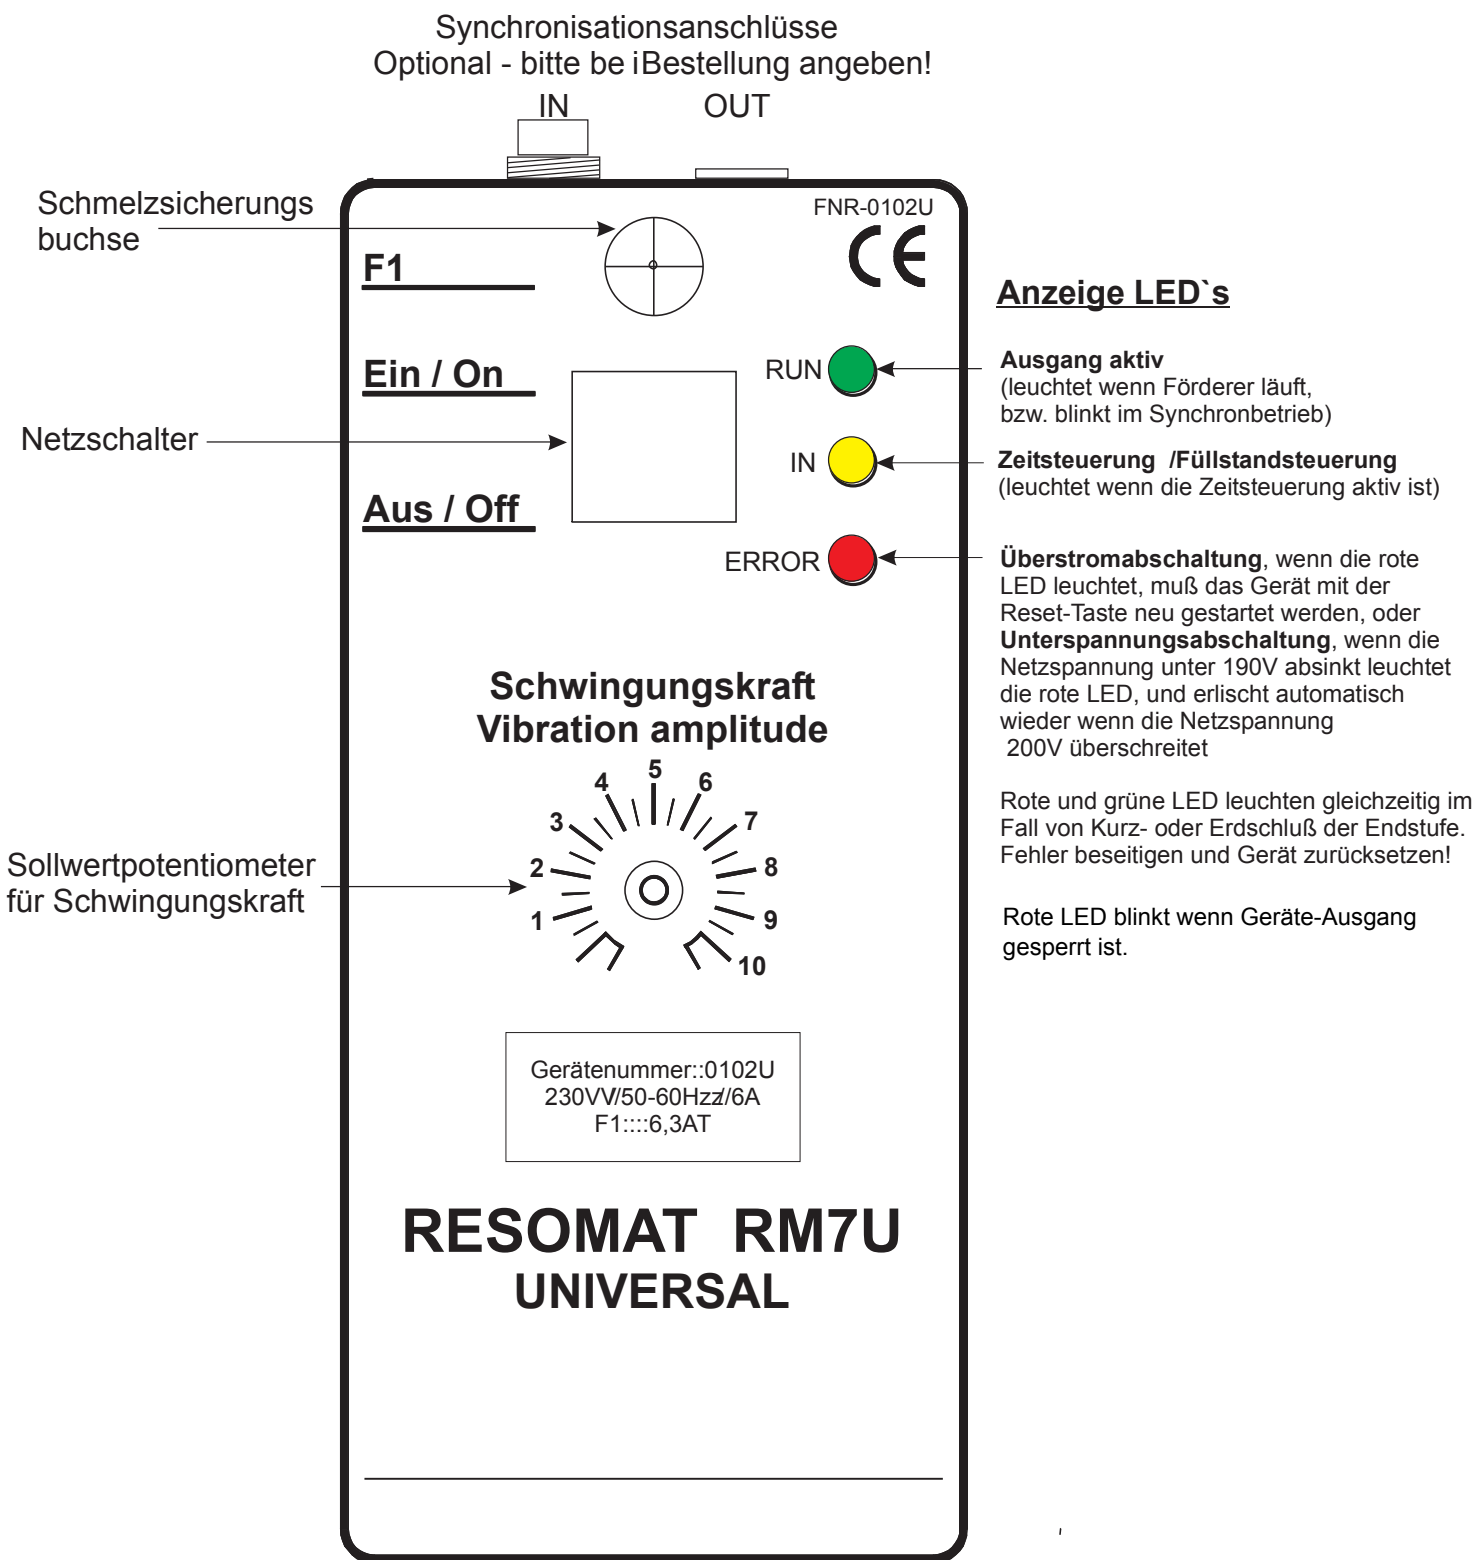 Synchronisationsanschlüsse
Optional - bitte be iBestellung angeben!
IN OUT
Schmelzsicherungs
buchse
FNR-0102U
CE
F1
Ein / On
Netzschalter
Aus / Off
RUN
IN
ERROR
Anzeige LED`s
Ausgang aktiv
(leuchtet wenn Förderer läuft,
bzw. blinkt im Synchronbetrieb)
Zeitsteuerung /Füllstandsteuerung
(leuchtet wenn die Zeitsteuerung aktiv ist)
Überstromabschaltung, wenn die rote
LED leuchtet, muß das Gerät mit der
Reset-Taste neu gestartet werden, oder
Unterspannungsabschaltung, wenn die
Netzspannung unter 190V absinkt leuchtet
die rote LED, und erlischt automatisch
wieder wenn die Netzspannung
200V überschreitet
Rote und grüne LED leuchten gleichzeitig im
Fall von Kurz- oder Erdschluß der Endstufe.
Fehler beseitigen und Gerät zurücksetzen!
Rote LED blinkt wenn Geräte-Ausgang
gesperrt ist.
Schwingungskraft
Vibration amplitude
1
2
3
4
5
6
7
8
9
10
Sollwertpotentiometer
für Schwingungskraft
Gerätenummer::0102U
230VV//50-60Hzz//6A
F1::::6,3AT
RESOMAT RM7U
UNIVERSAL